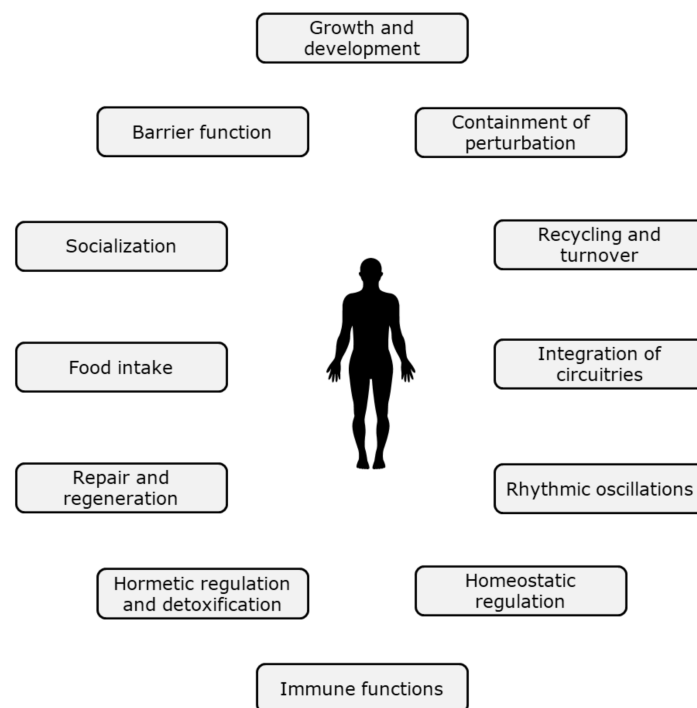 Growth and
development
Barrier function
Containment of
perturbation
Socialization
Recycling and
turnover
Food intake
Integration of
circuitries
Repair and
regeneration
Rhythmic oscillations
Hormetic regulation
and detoxification
Homeostatic
regulation
Immune functions